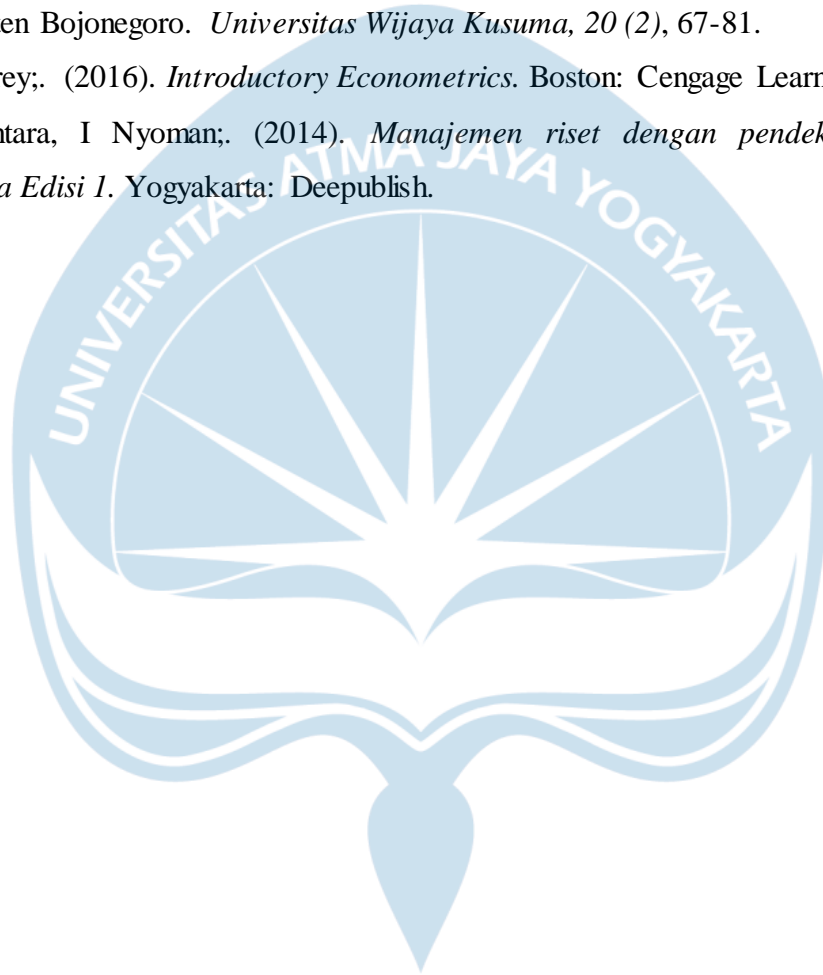 ten Bojonegoro. Universitas Wijaya Kusuma, 20 (2), 67-81.
rey;. (2016). Introductory Econometrics. Boston: Cengage Learn
ntara, I Nyoman;. (2014). Manajemen riset dengan pendek
a Edisi 1. Yogyakarta: Deepublish.
UNIVERSITAS ATMA JAYA YOGYAKARTA